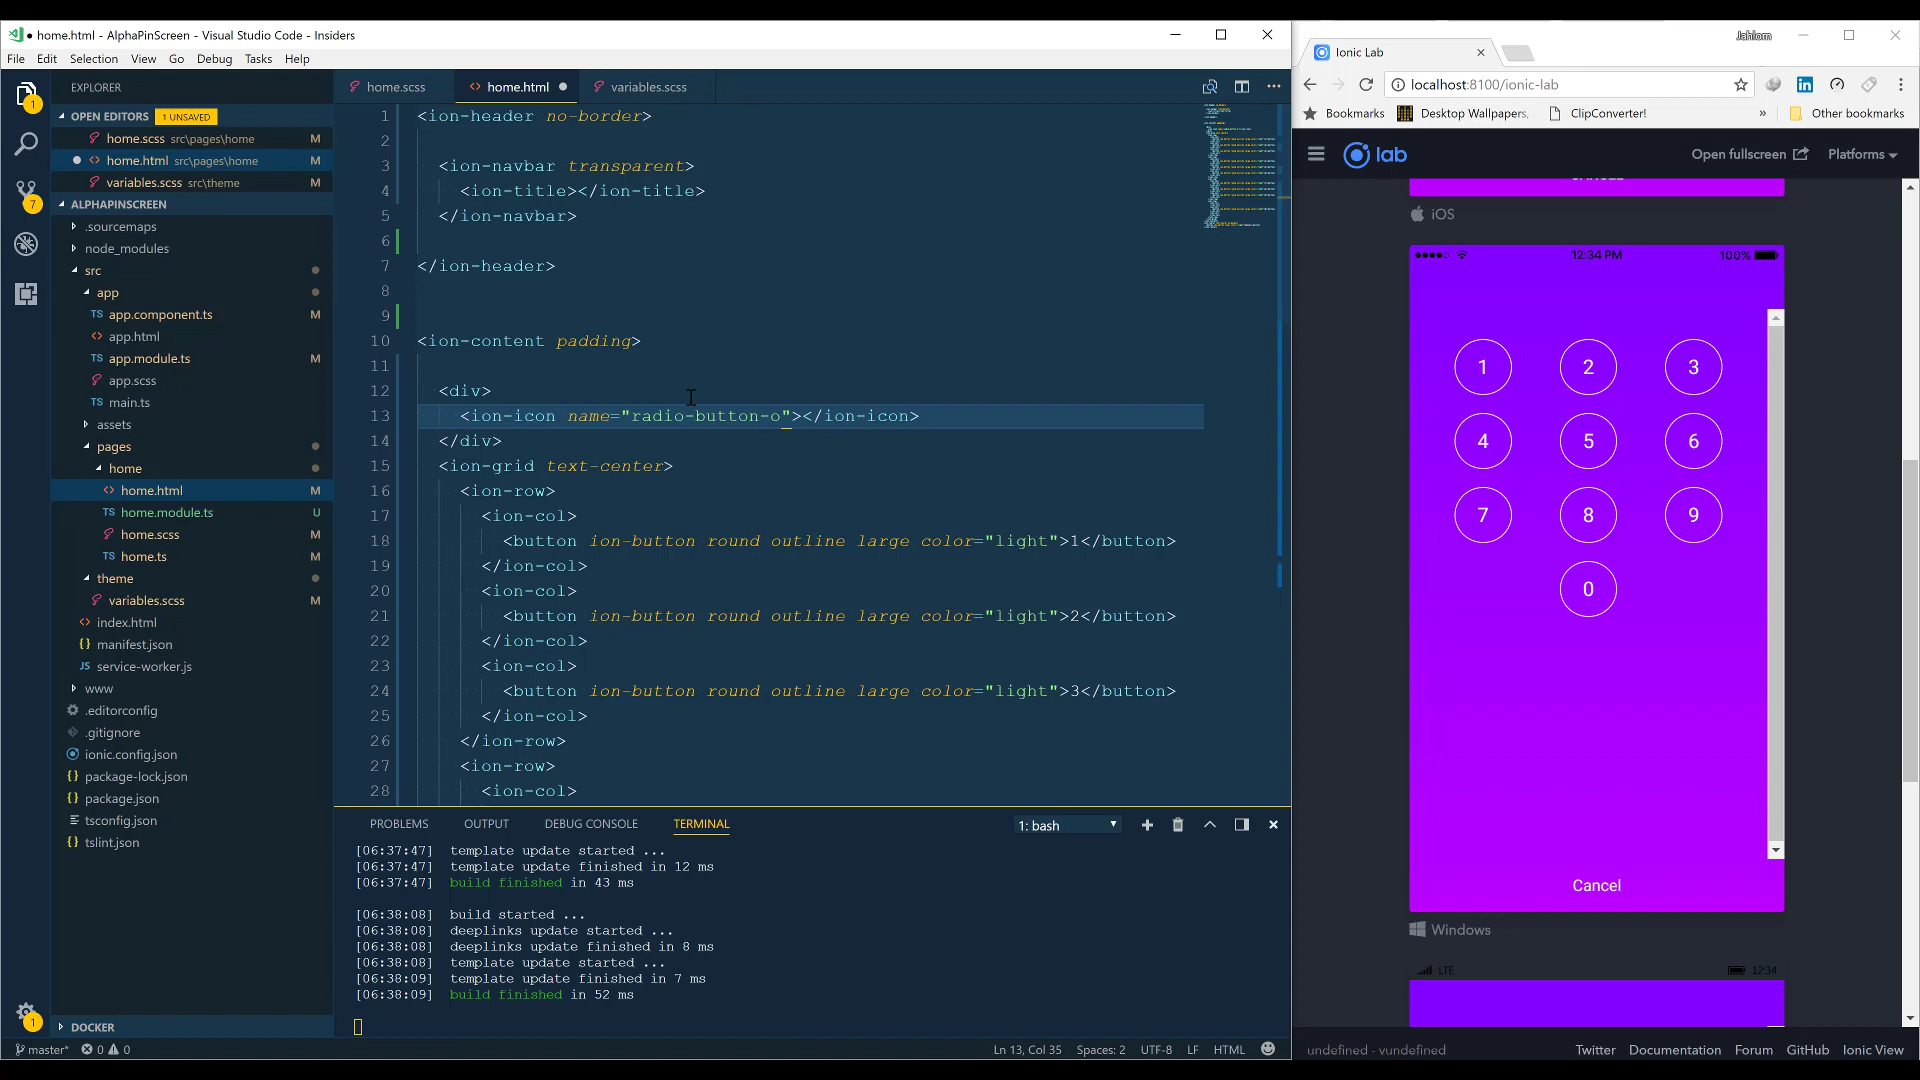 home.html - AlphaPinScreen - Visual Studio Code - Insiders
File Edit Selection View Go Debug Tasks Help
EXPLORER
OPEN EDITORS 1 UNSAVED
home.scss src\pages\home M
home.html src\pages\home M
variables.scss src\theme M
ALPHAPINSCREEN
.sourcemaps
node_modules
src
app
TS app.component.ts M
<> app.html
TS app.module.ts M
app.scss
TS main.ts
assets
pages
home
<> home.html M
TS home.module.ts U
home.scss M
TS home.ts M
theme
variables.scss M
<> index.html
{} manifest.json
JS service-worker.js
www
.editorconfig
.gitignore
ionic.config.json
{} package-lock.json
{} package.json
tsconfig.json
{} tslint.json
DOCKER
1
7
1
home.scss <> home.html variables.scss
1 <ion-header no-border>
2
3 <ion-navbar transparent>
4 <ion-title></ion-title>
5 </ion-navbar>
6
7 </ion-header>
8
9
10 <ion-content padding>
11
12 <div>
13 <ion-icon name="radio-button-o"></ion-icon>
14 </div>
15 <ion-grid text-center>
16 <ion-row>
17 <ion-col>
18 <button ion-button round outline large color="light">1</button>
19 </ion-col>
20 <ion-col>
21 <button ion-button round outline large color="light">2</button>
22 </ion-col>
23 <ion-col>
24 <button ion-button round outline large color="light">3</button>
25 </ion-col>
26 </ion-row>
27 <ion-row>
28 <ion-col>
PROBLEMS OUTPUT DEBUG CONSOLE TERMINAL 1: bash
[06:37:47] template update started ...
[06:37:47] template update finished in 12 ms
[06:37:47] build finished in 43 ms
[06:38:08] build started ...
[06:38:08] deeplinks update started ...
[06:38:08] deeplinks update finished in 8 ms
[06:38:08] template update started ...
[06:38:09] template update finished in 7 ms
[06:38:09] build finished in 52 ms
master* 0 0 Ln 13, Col 35 Spaces: 2 UTF-8 LF HTML
Jahlom
Ionic Lab
localhost:8100/ionic-lab
Bookmarks Desktop Wallpapers, ClipConverter! » Other bookmarks
lab Open fullscreen Platforms
iOS
12:34 PM 100%
1 2 3
4 5 6
7 8 9
0
Cancel
Windows
LTE 12:34
undefined - vundefined Twitter Documentation Forum GitHub Ionic View